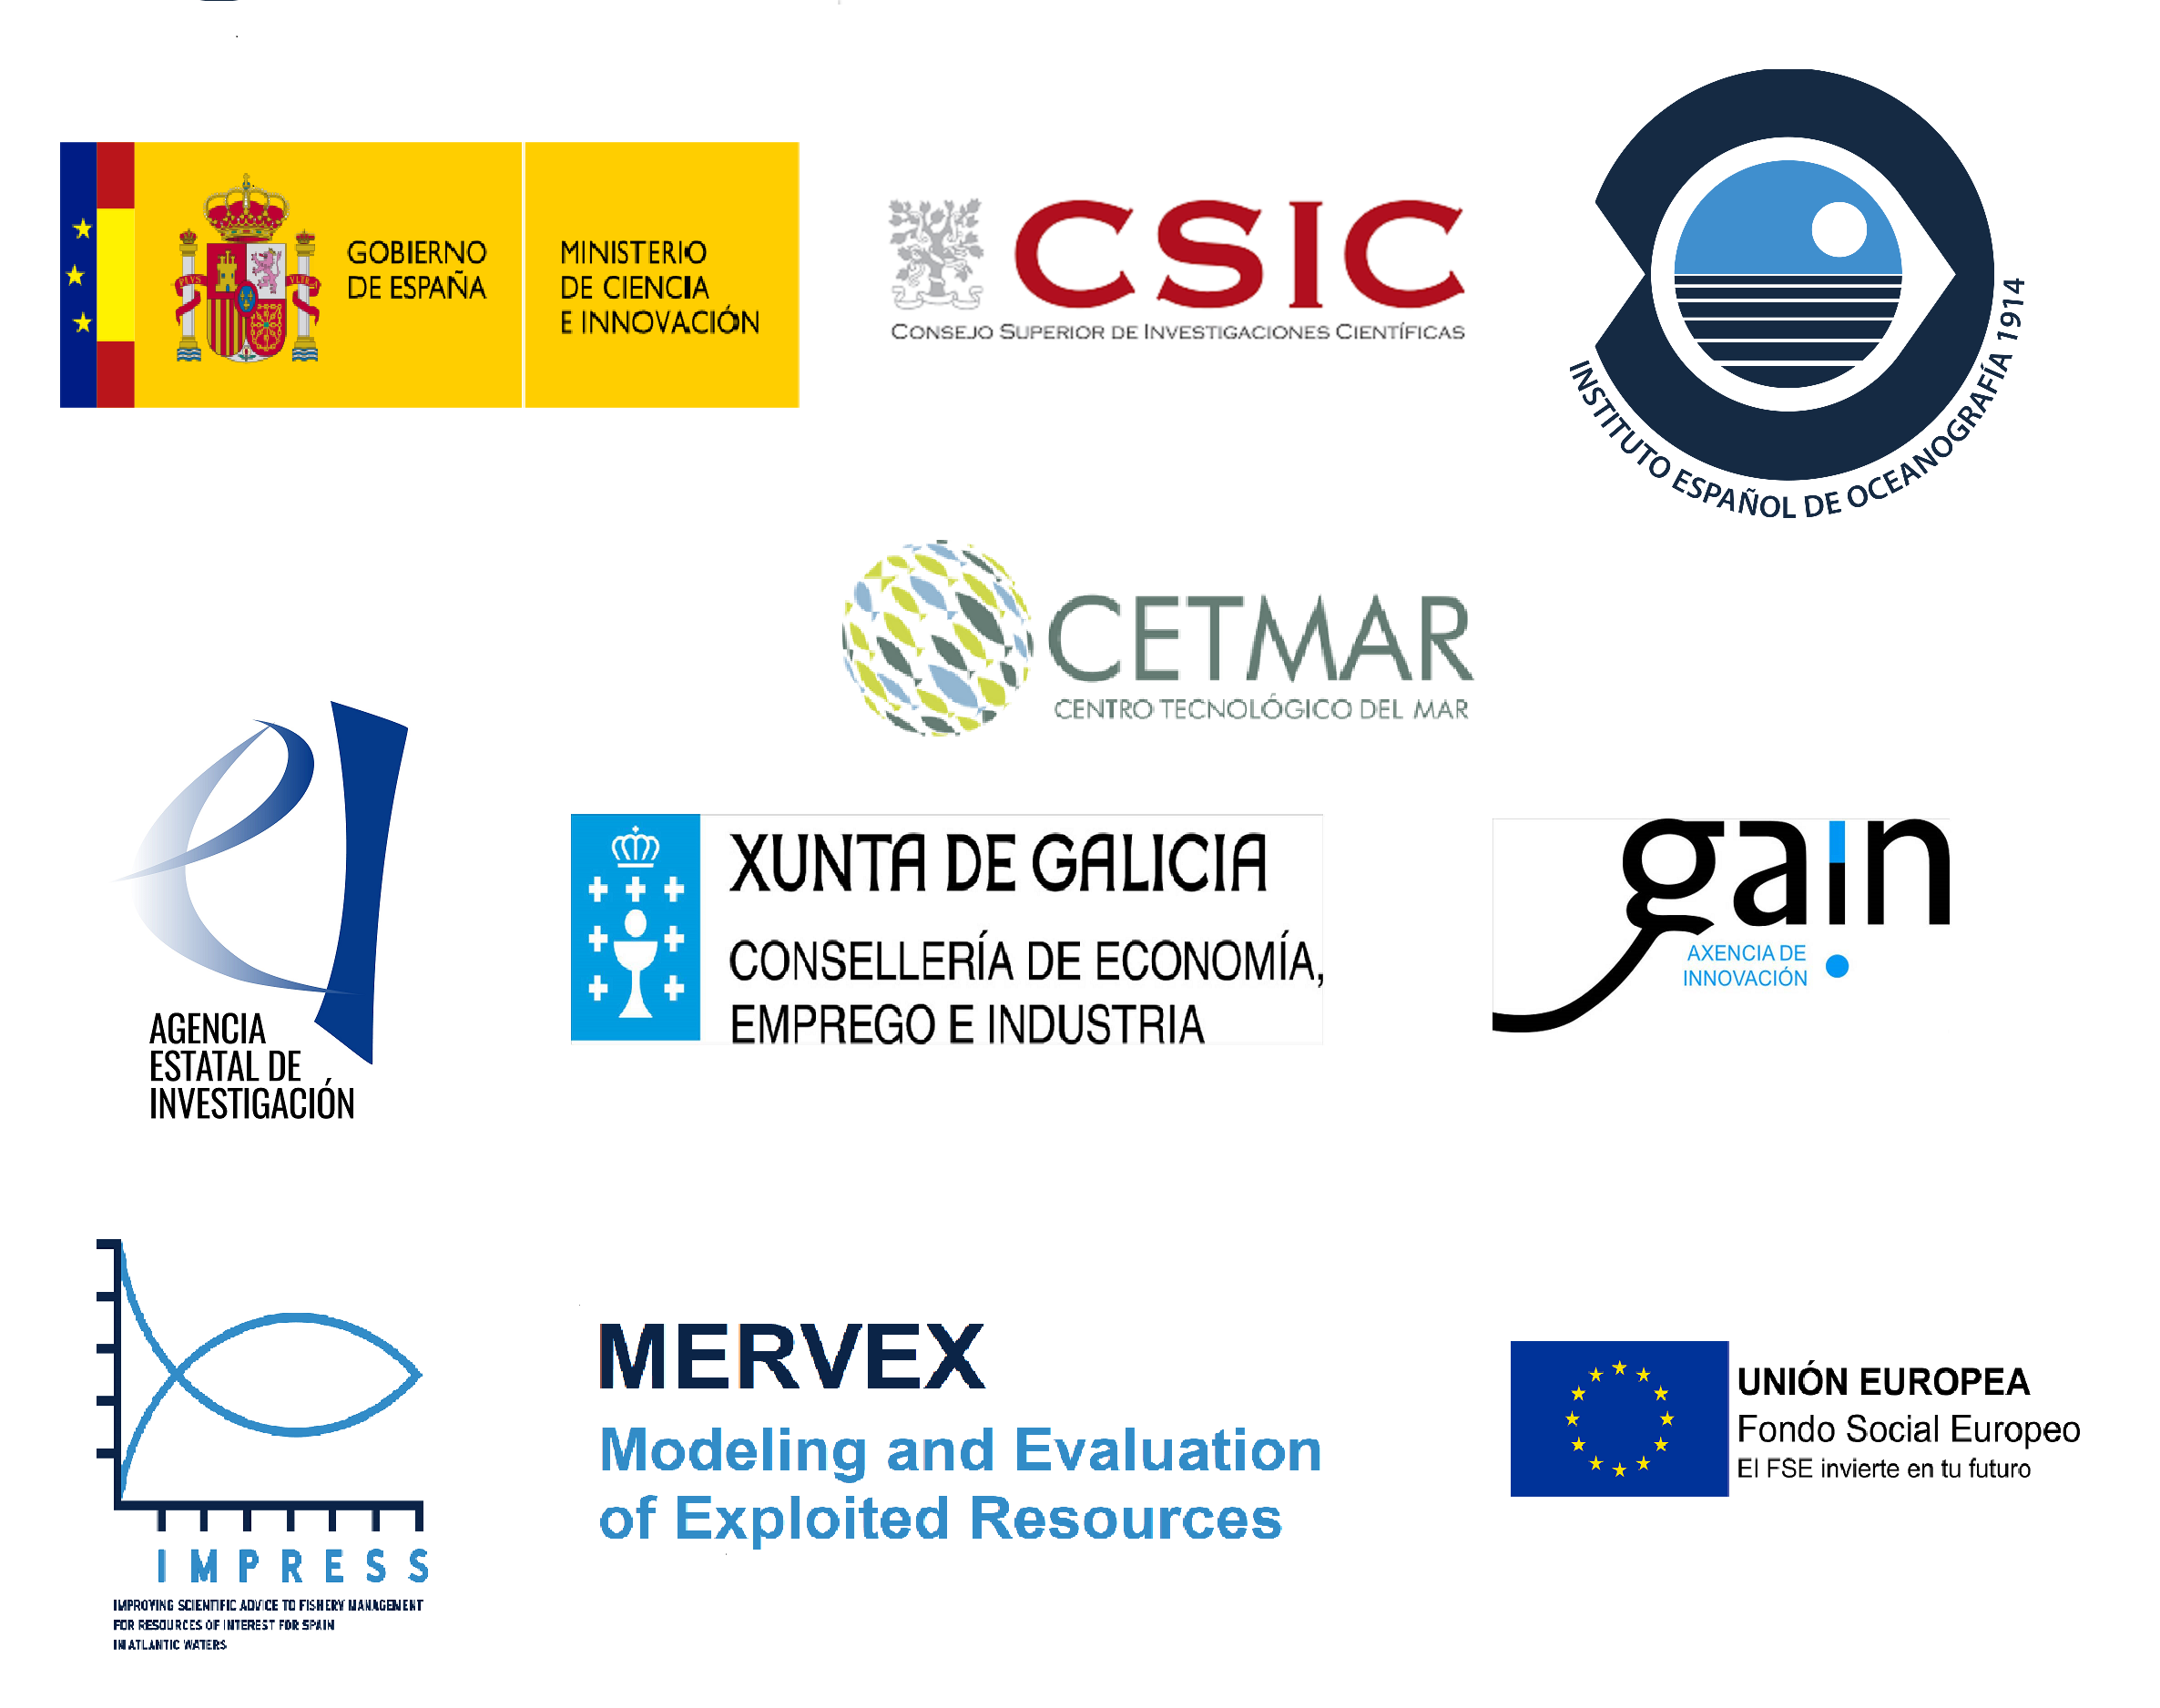 GOBIERNO
DE ESPAÑA
MINISTERIO
DE CIENCIA
E INNOVACIÓN
PLVS VLTRA
CSIC
CONSEJO SUPERIOR DE INVESTIGACIONES CIENTÍFICAS
INSTITUTO ESPAÑOL DE OCEANOGRAFÍA 1914
CETMAR
CENTRO TECNOLÓGICO DEL MAR
AGENCIA
ESTATAL DE
INVESTIGACIÓN
XUNTA DE GALICIA
CONSELLERÍA DE ECONOMÍA,
EMPREGO E INDUSTRIA
gain
AXENCIA DE
INNOVACIÓN
IMPRESS
IMPROVING SCIENTIFIC ADVICE TO FISHERY MANAGEMENT
FOR RESOURCES OF INTEREST FOR SPAIN
IN ATLANTIC WATERS
MERVEX
Modeling and Evaluation
of Exploited Resources
UNIÓN EUROPEA
Fondo Social Europeo
El FSE invierte en tu futuro